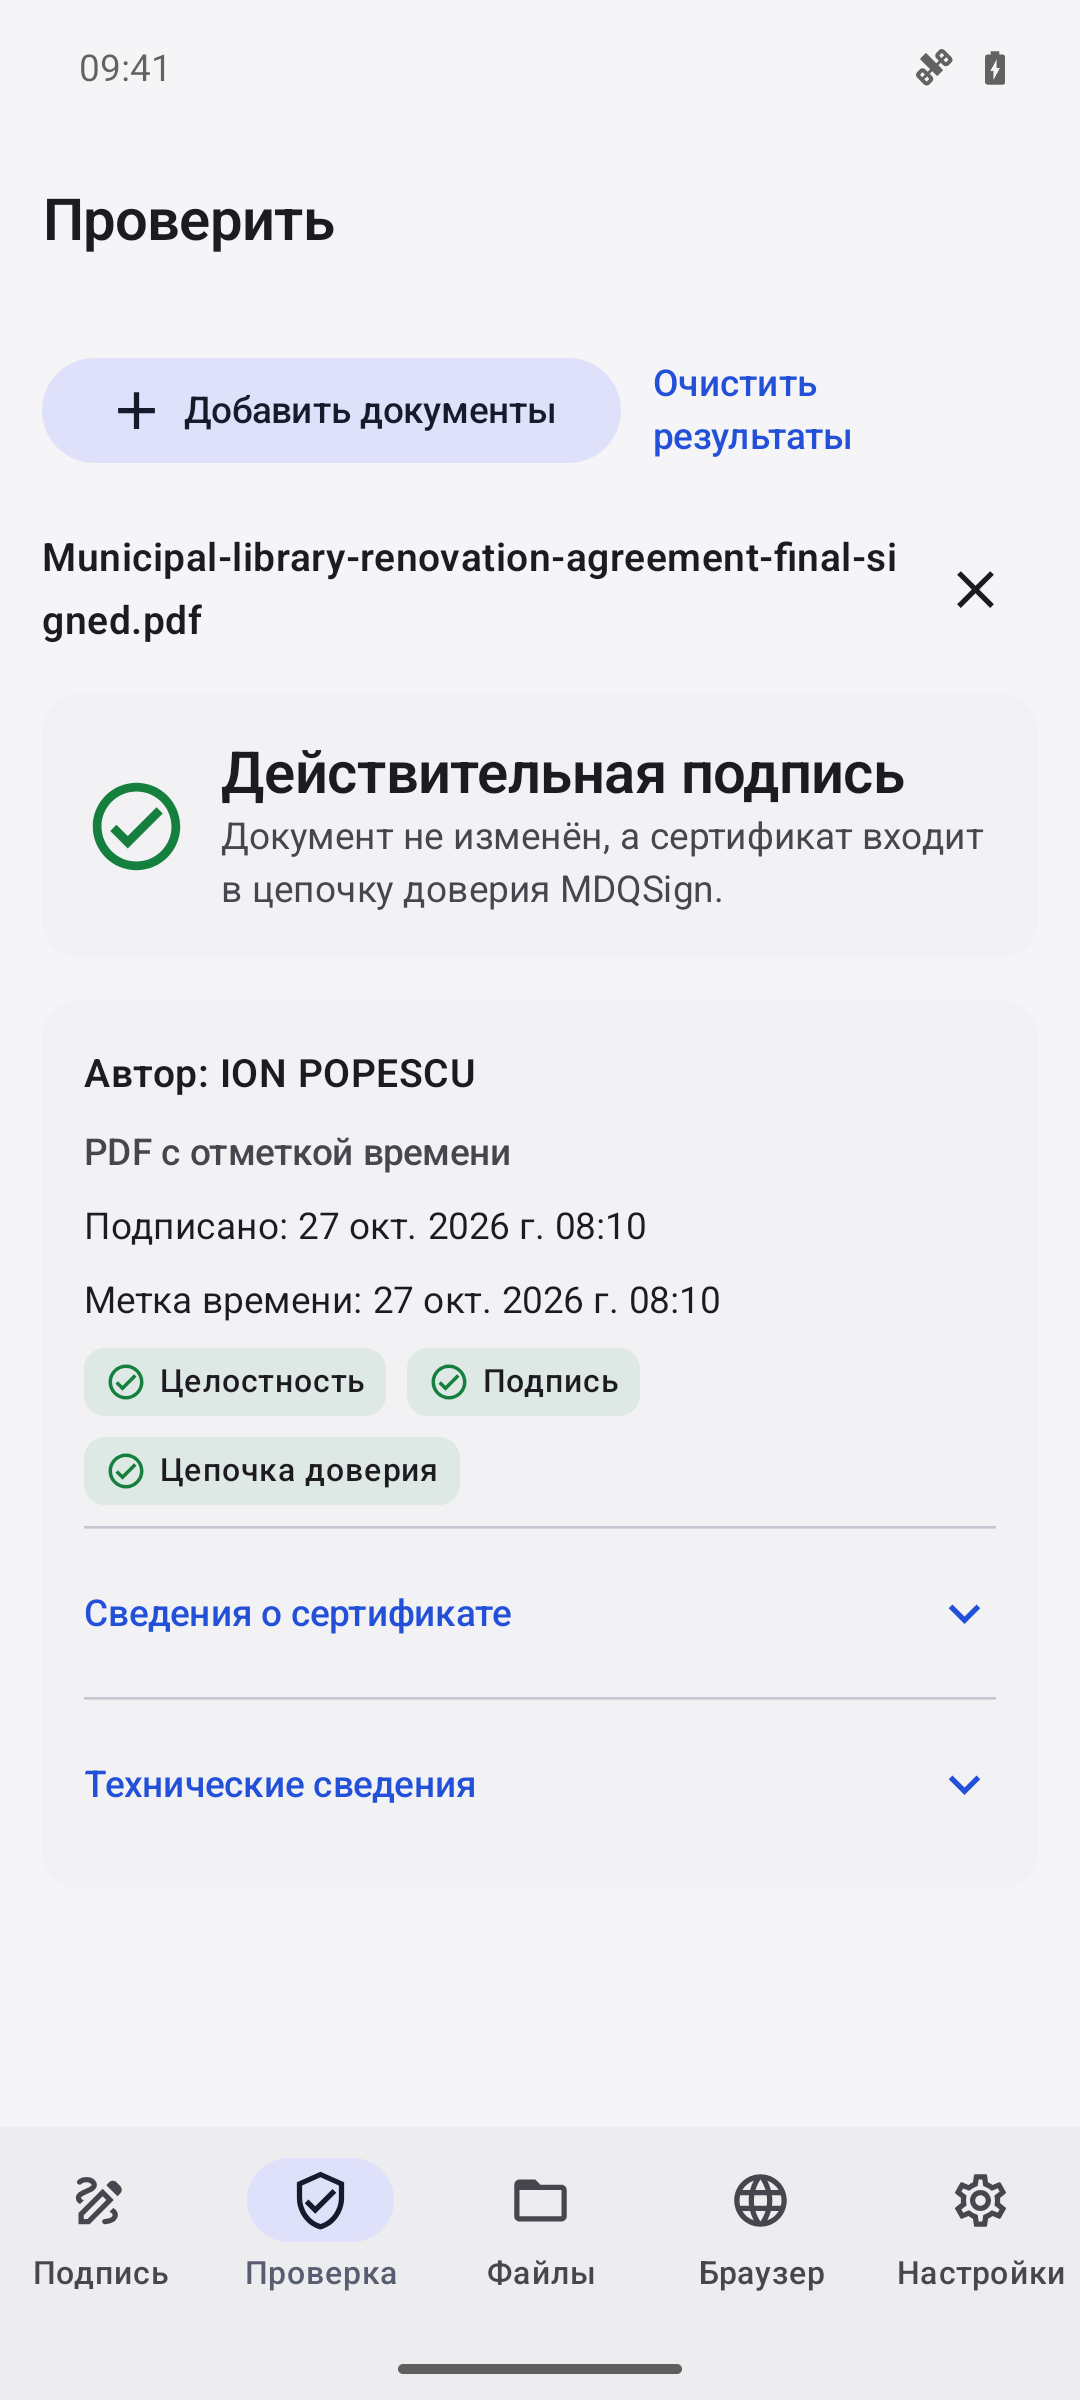 09:41
Проверить
Добавить документы
Очистить
результаты
Municipal-library-renovation-agreement-final-si
gned.pdf
Действительная подпись
Документ не изменён, а сертификат входит
в цепочку доверия MDQSign.
Автор: ION POPESCU
PDF с отметкой времени
Подписано: 27 окт. 2026 г. 08:10
Метка времени: 27 окт. 2026 г. 08:10
Целостность
Подпись
Цепочка доверия
Сведения о сертификате
Технические сведения
Подпись
Проверка
Файлы
Браузер
Настройки